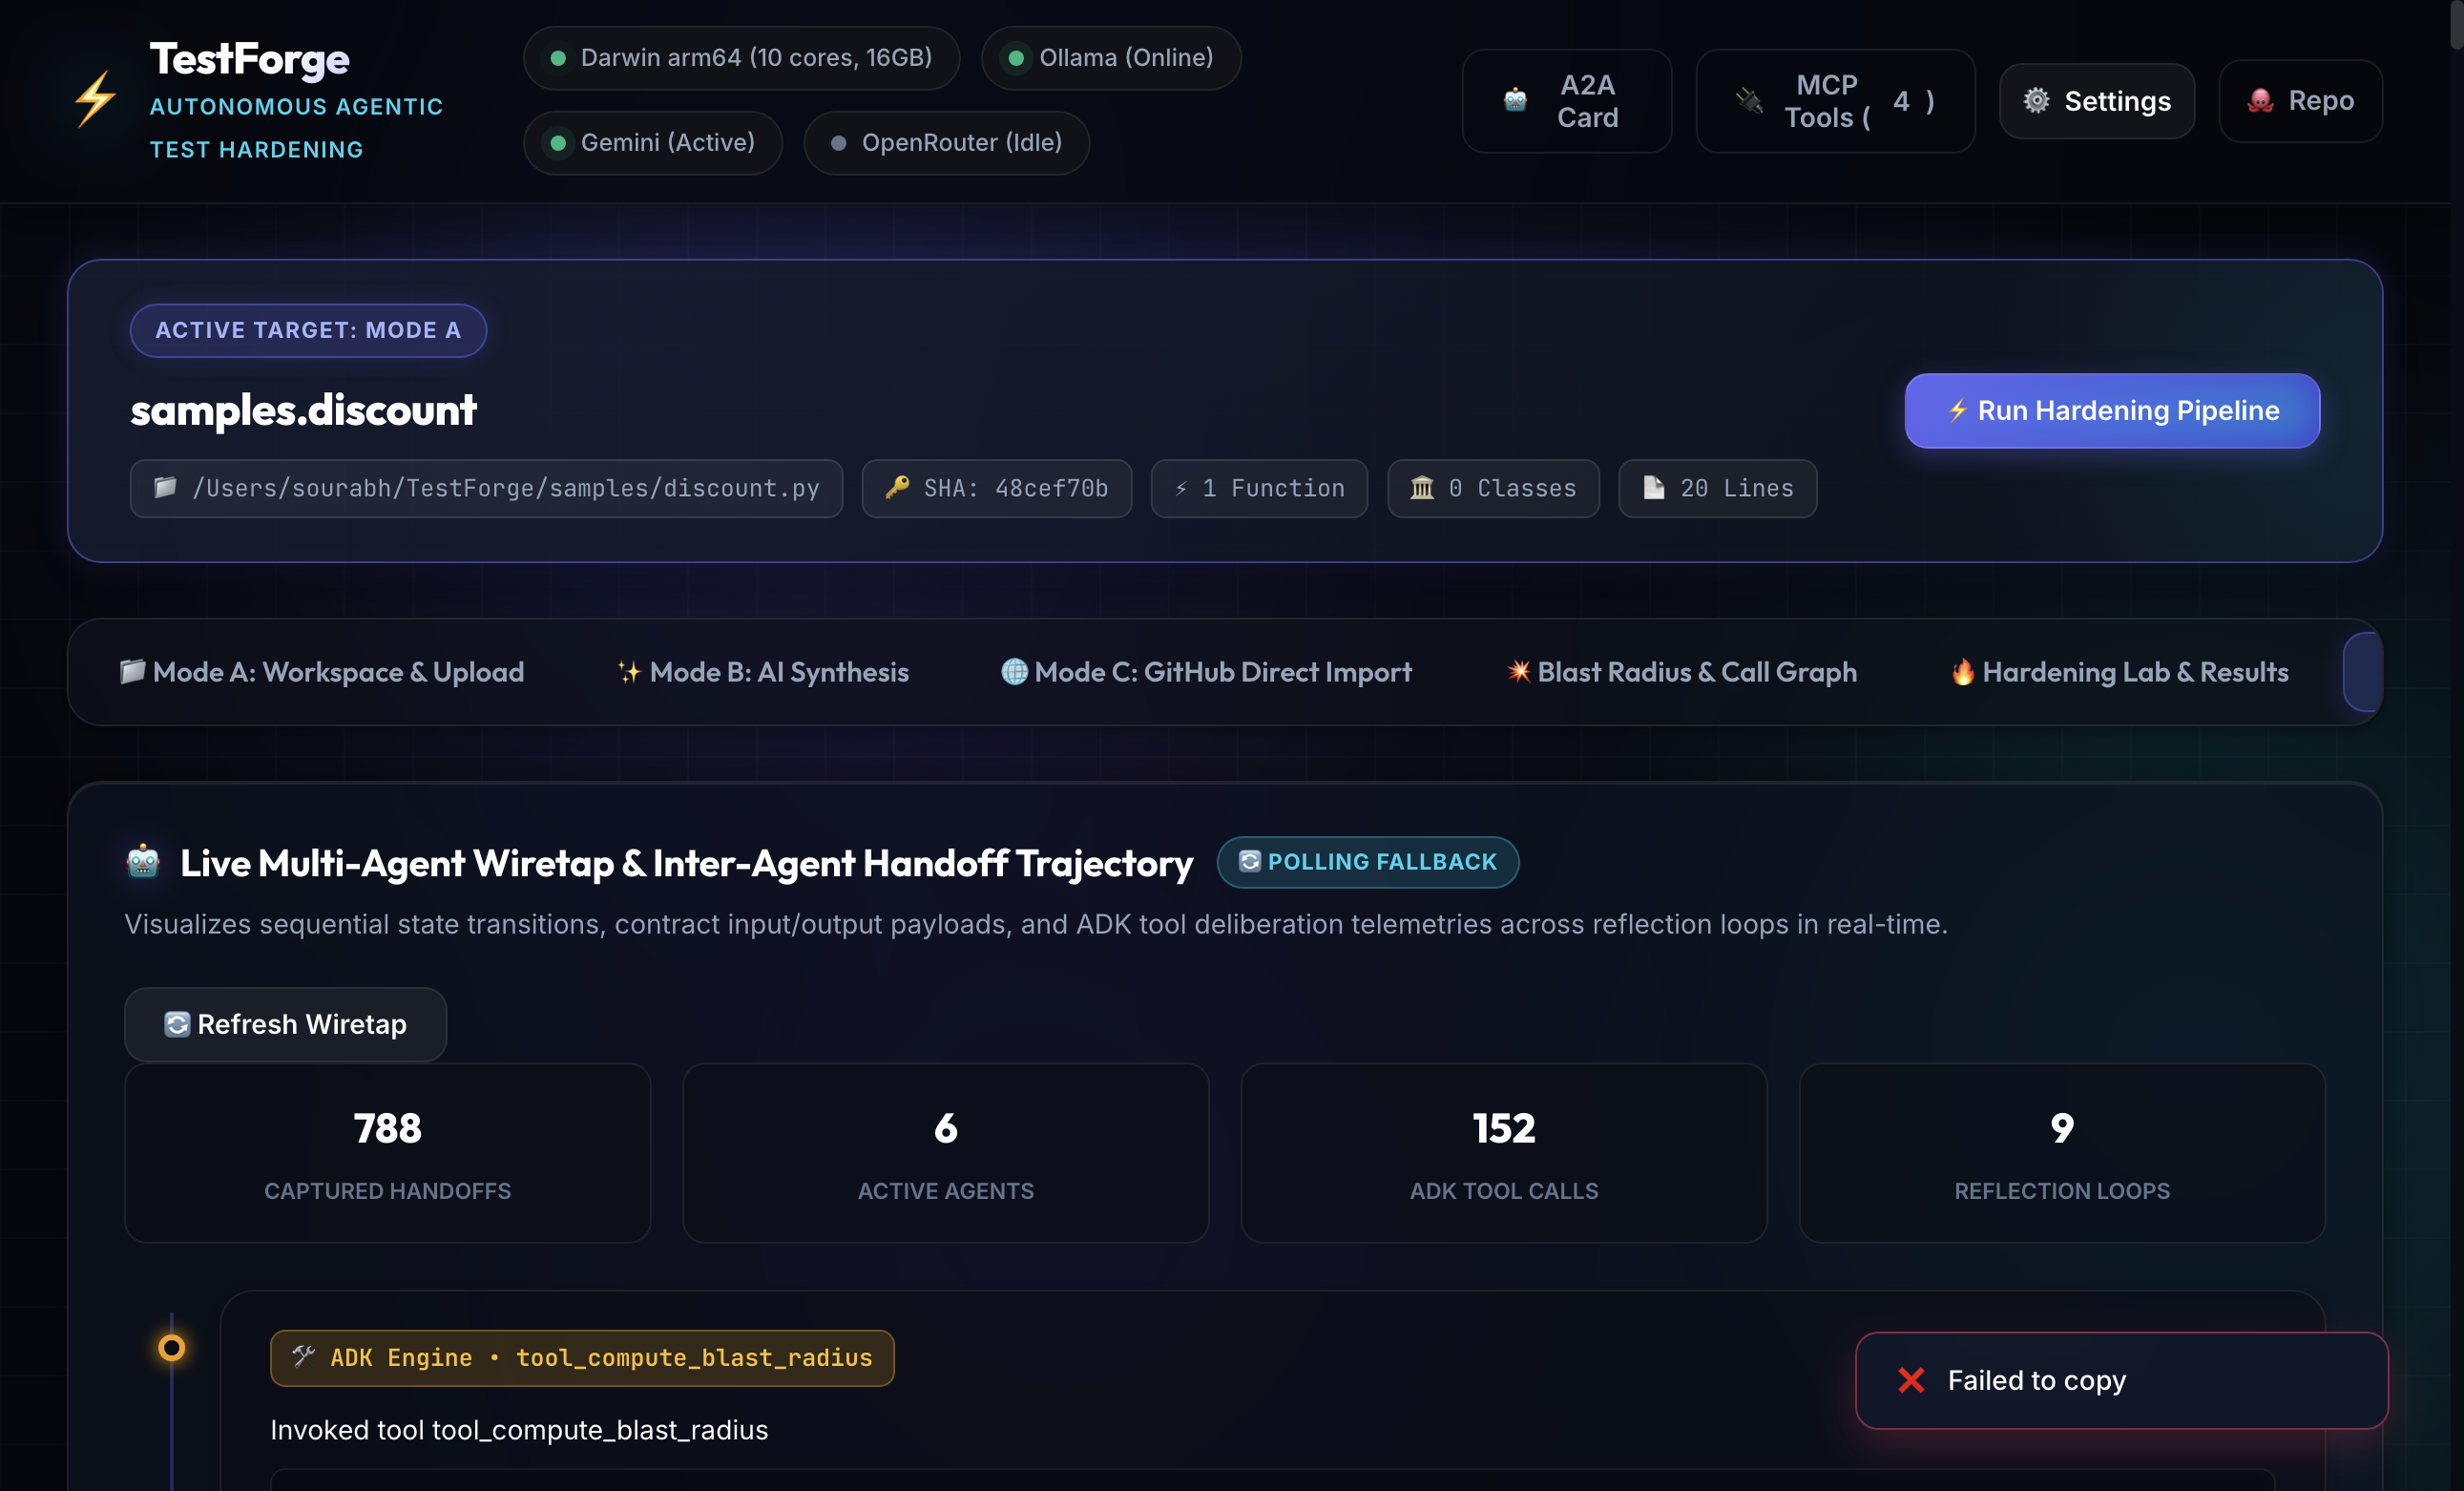 TestForge
AUTONOMOUS AGENTIC
TEST HARDENING
Darwin arm64 (10 cores, 16GB)
Ollama (Online)
Gemini (Active)
OpenRouter (Idle)
A2A
Card
MCP
Tools ( 4 )
Settings
Repo
ACTIVE TARGET: MODE A
samples.discount
/Users/sourabh/TestForge/samples/discount.py
SHA: 48cef70b
1 Function
0 Classes
20 Lines
Run Hardening Pipeline
Mode A: Workspace & Upload
Mode B: AI Synthesis
Mode C: GitHub Direct Import
Blast Radius & Call Graph
Hardening Lab & Results
Live Multi-Agent Wiretap & Inter-Agent Handoff Trajectory
POLLING FALLBACK
Visualizes sequential state transitions, contract input/output payloads, and ADK tool deliberation telemetries across reflection loops in real-time.
Refresh Wiretap
788
CAPTURED HANDOFFS
6
ACTIVE AGENTS
152
ADK TOOL CALLS
9
REFLECTION LOOPS
ADK Engine • tool_compute_blast_radius
Invoked tool tool_compute_blast_radius
Failed to copy